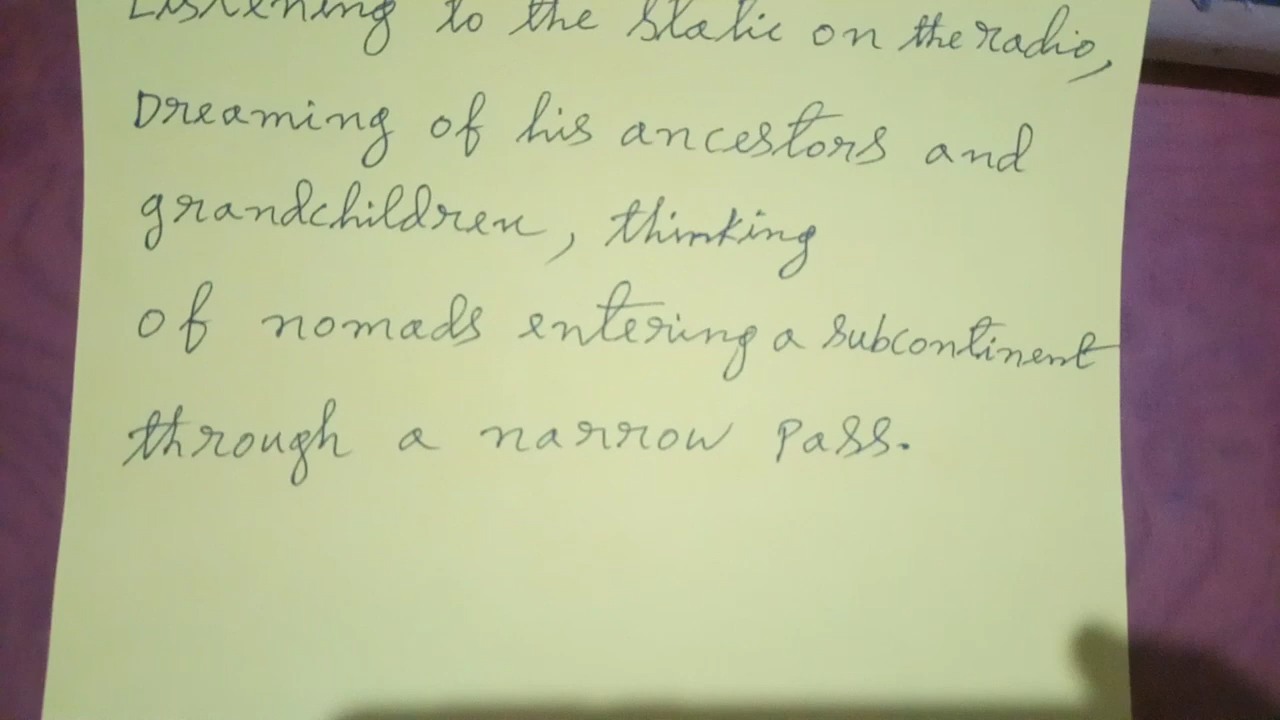 Listening to the static on the radio,
Dreaming of his ancestors and
grandchildren, thinking
of nomads entering a subcontinent
through a narrow pass.